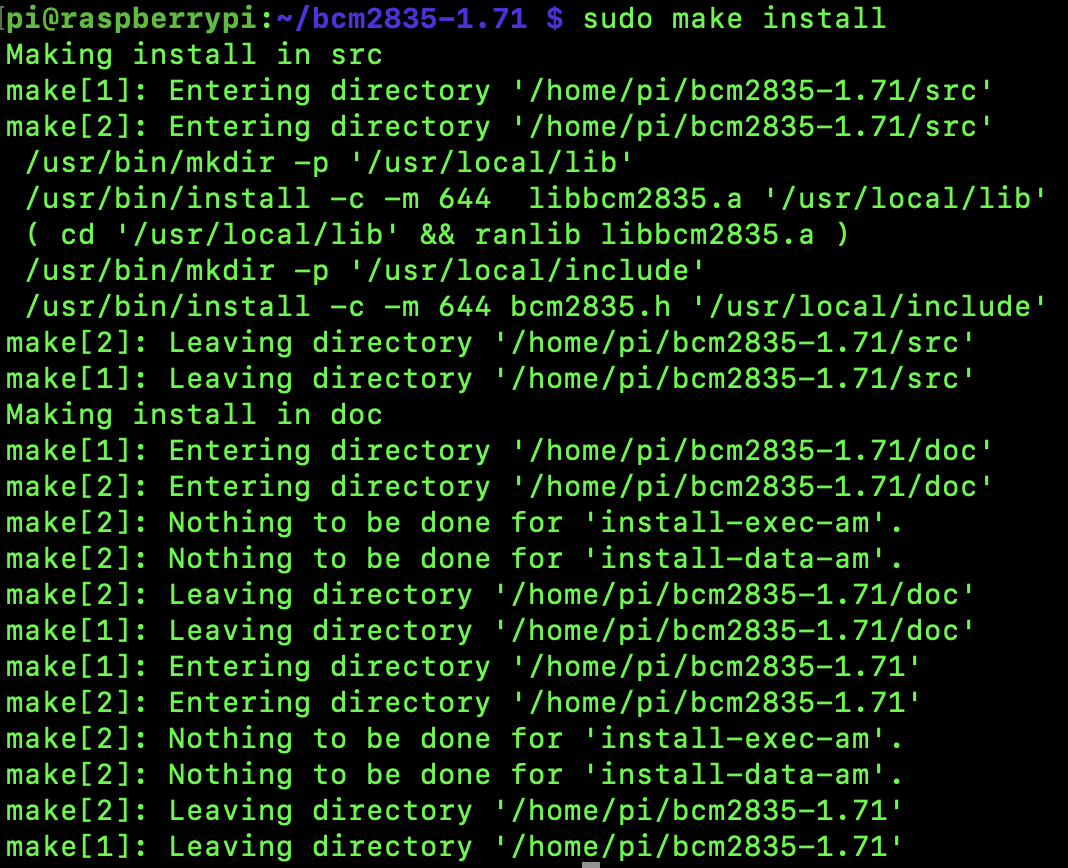 pi@raspberrypi:~/bcm2835-1.71 $ sudo make install
Making install in src
make[1]: Entering directory '/home/pi/bcm2835-1.71/src'
make[2]: Entering directory '/home/pi/bcm2835-1.71/src'
 /usr/bin/mkdir -p '/usr/local/lib'
 /usr/bin/install -c -m 644  libbcm2835.a '/usr/local/lib'
 ( cd '/usr/local/lib' && ranlib libbcm2835.a )
 /usr/bin/mkdir -p '/usr/local/include'
 /usr/bin/install -c -m 644 bcm2835.h '/usr/local/include'
make[2]: Leaving directory '/home/pi/bcm2835-1.71/src'
make[1]: Leaving directory '/home/pi/bcm2835-1.71/src'
Making install in doc
make[1]: Entering directory '/home/pi/bcm2835-1.71/doc'
make[2]: Entering directory '/home/pi/bcm2835-1.71/doc'
make[2]: Nothing to be done for 'install-exec-am'.
make[2]: Nothing to be done for 'install-data-am'.
make[2]: Leaving directory '/home/pi/bcm2835-1.71/doc'
make[1]: Leaving directory '/home/pi/bcm2835-1.71/doc'
make[1]: Entering directory '/home/pi/bcm2835-1.71'
make[2]: Entering directory '/home/pi/bcm2835-1.71'
make[2]: Nothing to be done for 'install-exec-am'.
make[2]: Nothing to be done for 'install-data-am'.
make[2]: Leaving directory '/home/pi/bcm2835-1.71'
make[1]: Leaving directory '/home/pi/bcm2835-1.71'